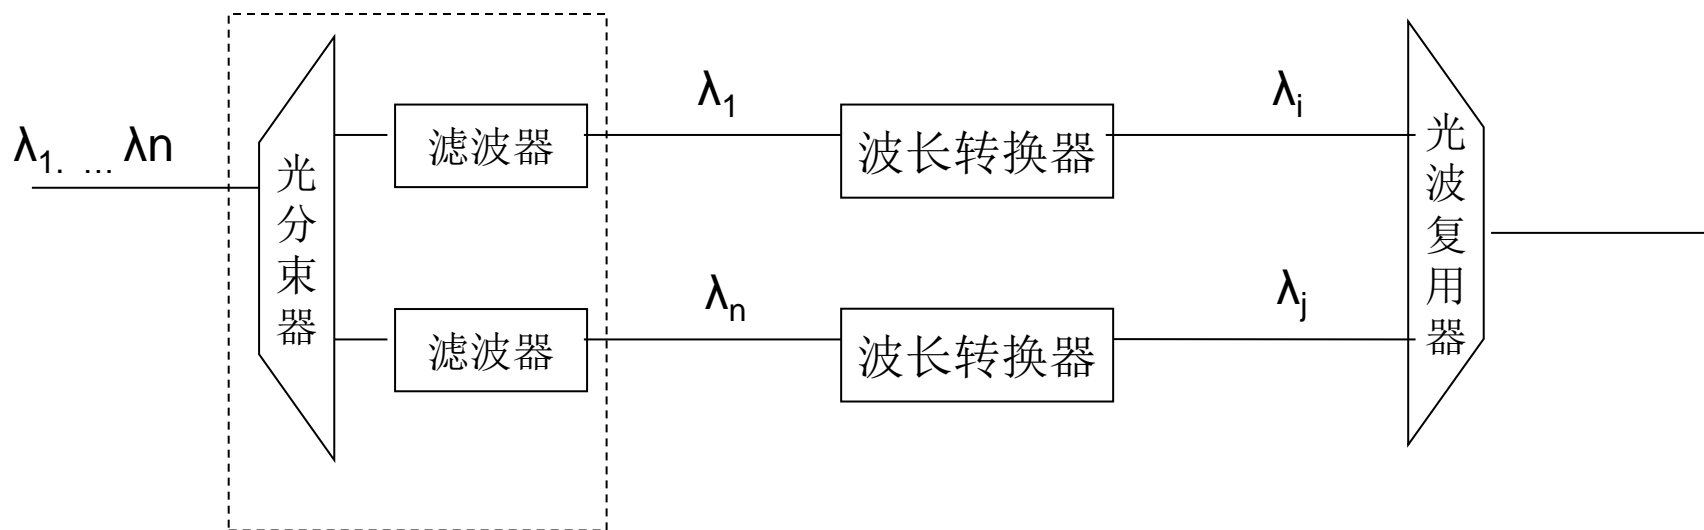 λ1. ... λn
光分束器
滤波器
λ1
波长转换器
λi
光波复用器
滤波器
λn
波长转换器
λj